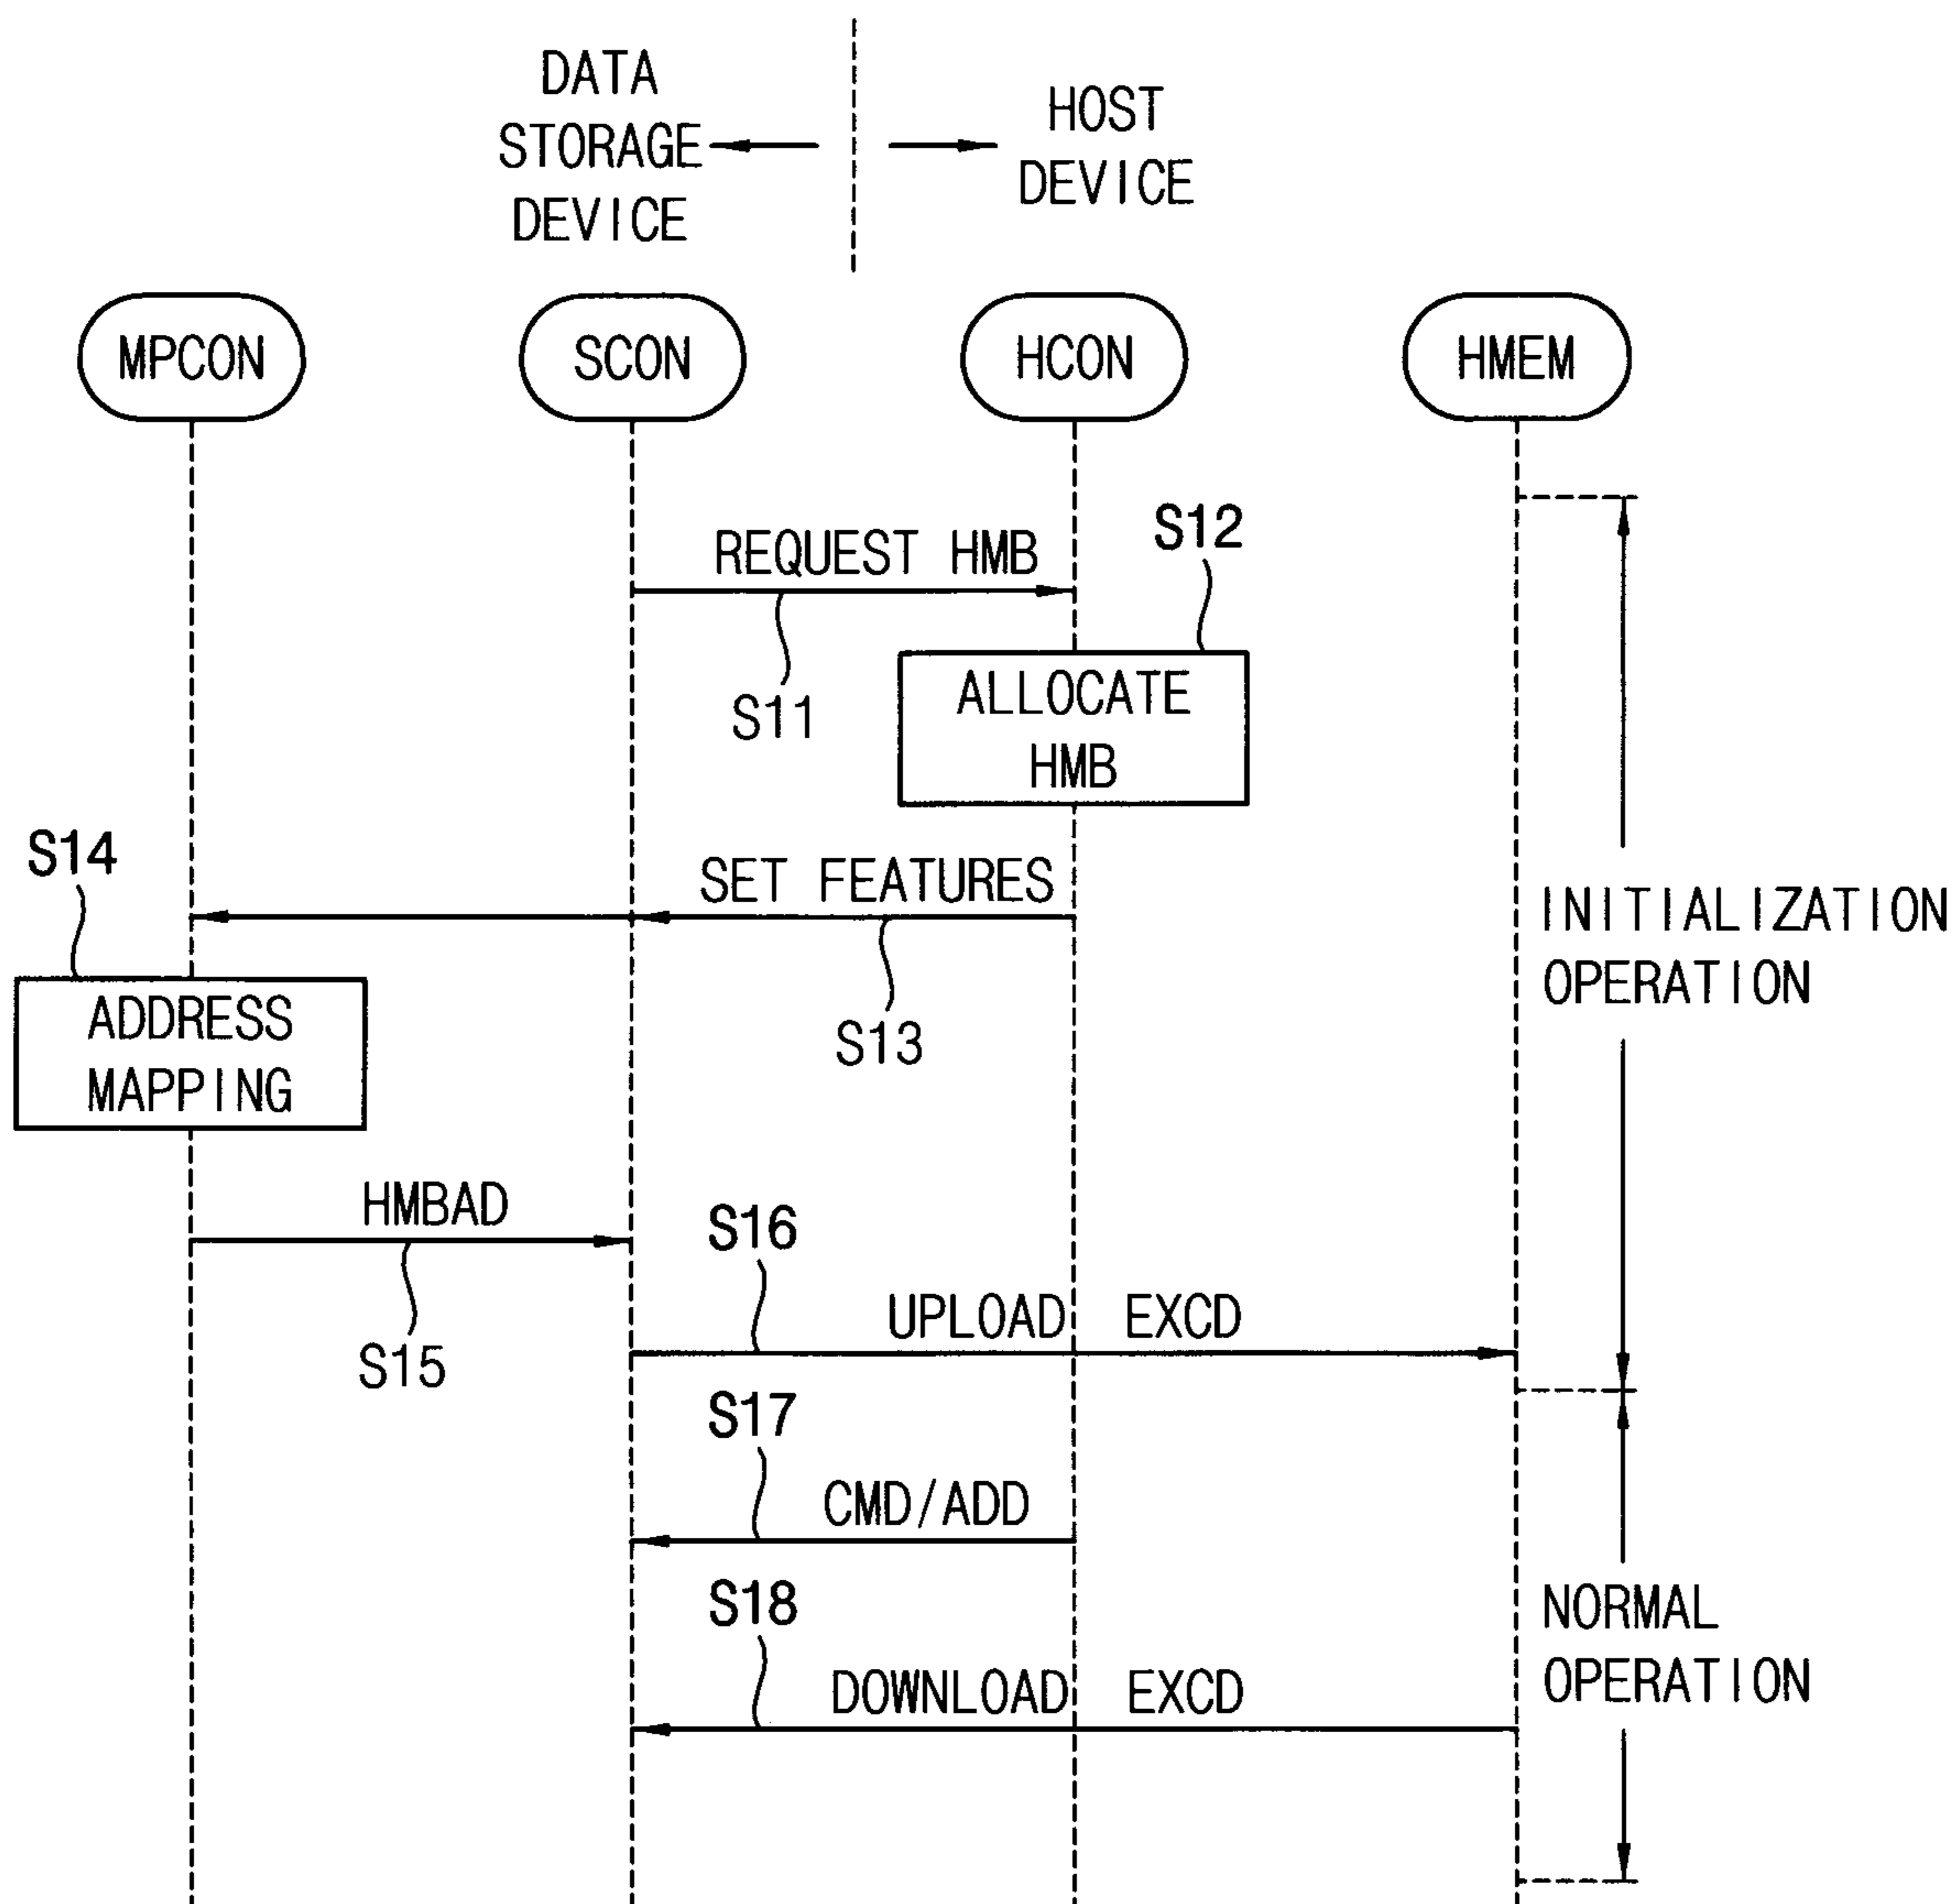 DATA
STORAGE
DEVICE
HOST
DEVICE
MPCON
SCON
HCON
HMEM
REQUEST HMB
S11
S12
ALLOCATE
HMB
SET FEATURES
S13
S14
ADDRESS
MAPPING
HMBAD
S15
S16
UPLOAD EXCD
INITIALIZATION
OPERATION
S17
CMD/ADD
S18
DOWNLOAD EXCD
NORMAL
OPERATION